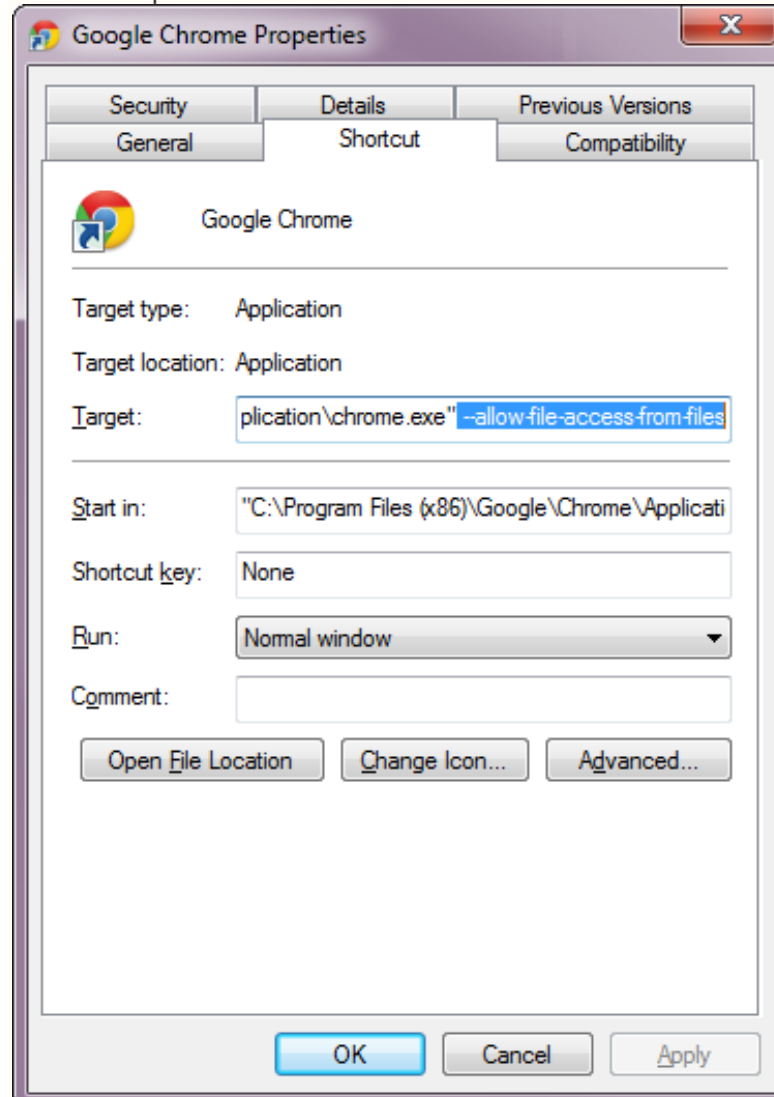 Google Chrome Properties
Security Details Previous Versions
General Shortcut Compatibility
Google Chrome
Target type: Application
Target location: Application
Target: plication\chrome.exe" --allow-file-access-from-files
Start in: "C:\Program Files (x86)\Google\Chrome\Applicati
Shortcut key: None
Run: Normal window
Comment:
Open File Location Change Icon... Advanced...
OK Cancel Apply